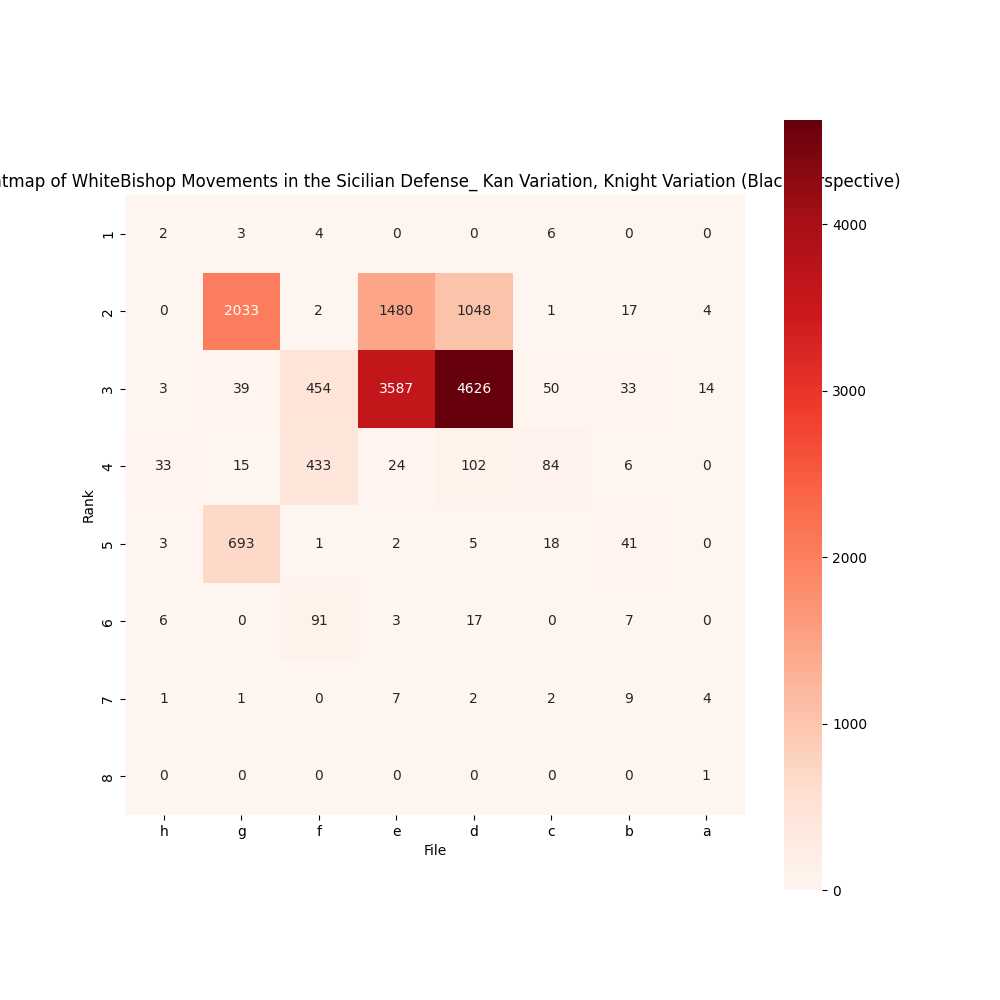 tmap of WhiteBishop Movements in the Sicilian Defense_ Kan Variation, Knight Variation (Blac rspective)
1 2 3 4 0 0 6 0 0
2 0 2033 2 1480 1048 1 17 4
3 3 39 454 3587 4626 50 33 14
4 33 15 433 24 102 84 6 0
5 3 693 1 2 5 18 41 0
6 6 0 91 3 17 0 7 0
7 1 1 0 7 2 2 9 4
8 0 0 0 0 0 0 0 1
h g f e d c b a
File
Rank
4000
3000
2000
1000
0